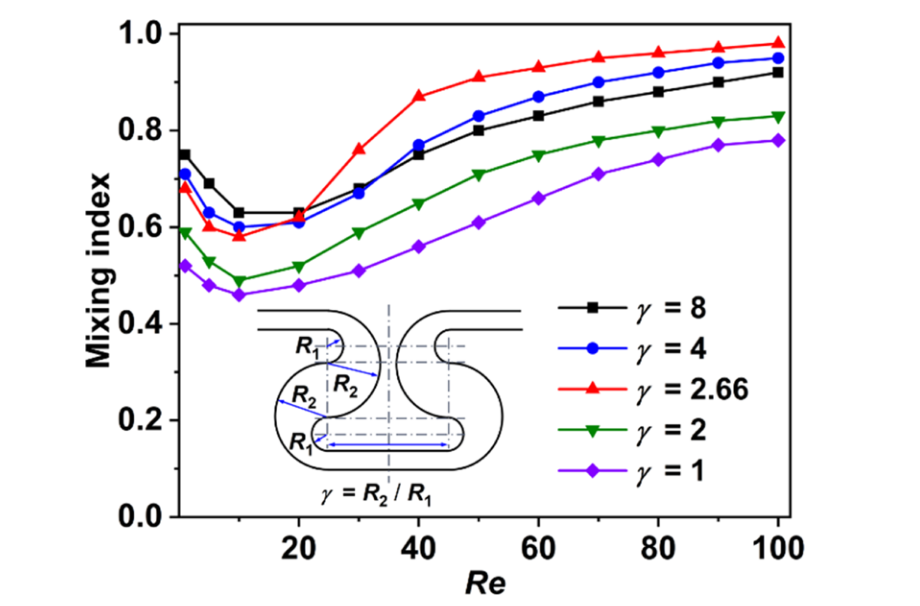 Mixing index
1.0
0.8
0.6
0.4
0.2
0.0
20 40 60 80 100
Re
γ = 8
γ = 4
γ = 2.66
γ = 2
γ = 1
R1
R2
R2
R1
γ = R2 / R1